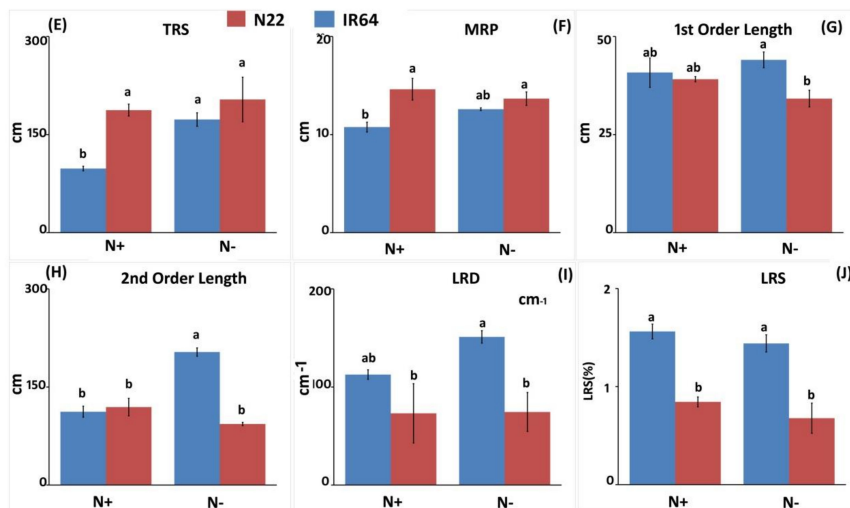 N22 IR64
(E) TRS
300
150
0
cm
b
a
a
a
N+ N-
MRP (F)
20
10
0
cm
b
a
ab
a
N+ N-
1st Order Length (G)
50
25
0
cm
ab
ab
a
b
N+ N-
(H) 2nd Order Length
300
150
0
cm
b
b
a
b
N+ N-
LRD (I)
cm-1
200
100
0
cm-1
ab
b
a
b
N+ N-
LRS (J)
2
1
0
LRS(%)
a
b
a
b
N+ N-